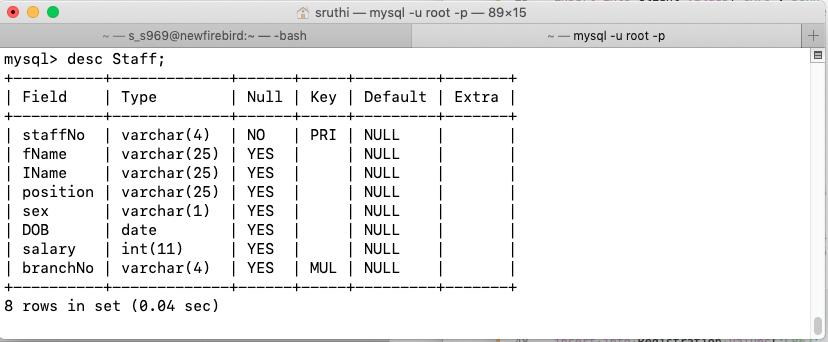 sruthi — mysql -u root -p — 89×15
~ — s_s969@newfirebird:~ — -bash
~ — mysql -u root -p
+
mysql> desc Staff;
+----------+-------------+------+-----+---------+-------+
| Field    | Type        | Null | Key | Default | Extra |
+----------+-------------+------+-----+---------+-------+
| staffNo  | varchar(4)  | NO   | PRI | NULL    |       |
| fName    | varchar(25) | YES  |     | NULL    |       |
| IName    | varchar(25) | YES  |     | NULL    |       |
| position | varchar(25) | YES  |     | NULL    |       |
| sex      | varchar(1)  | YES  |     | NULL    |       |
| DOB      | date        | YES  |     | NULL    |       |
| salary   | int(11)     | YES  |     | NULL    |       |
| branchNo | varchar(4)  | YES  | MUL | NULL    |       |
+----------+-------------+------+-----+---------+-------+
8 rows in set (0.04 sec)